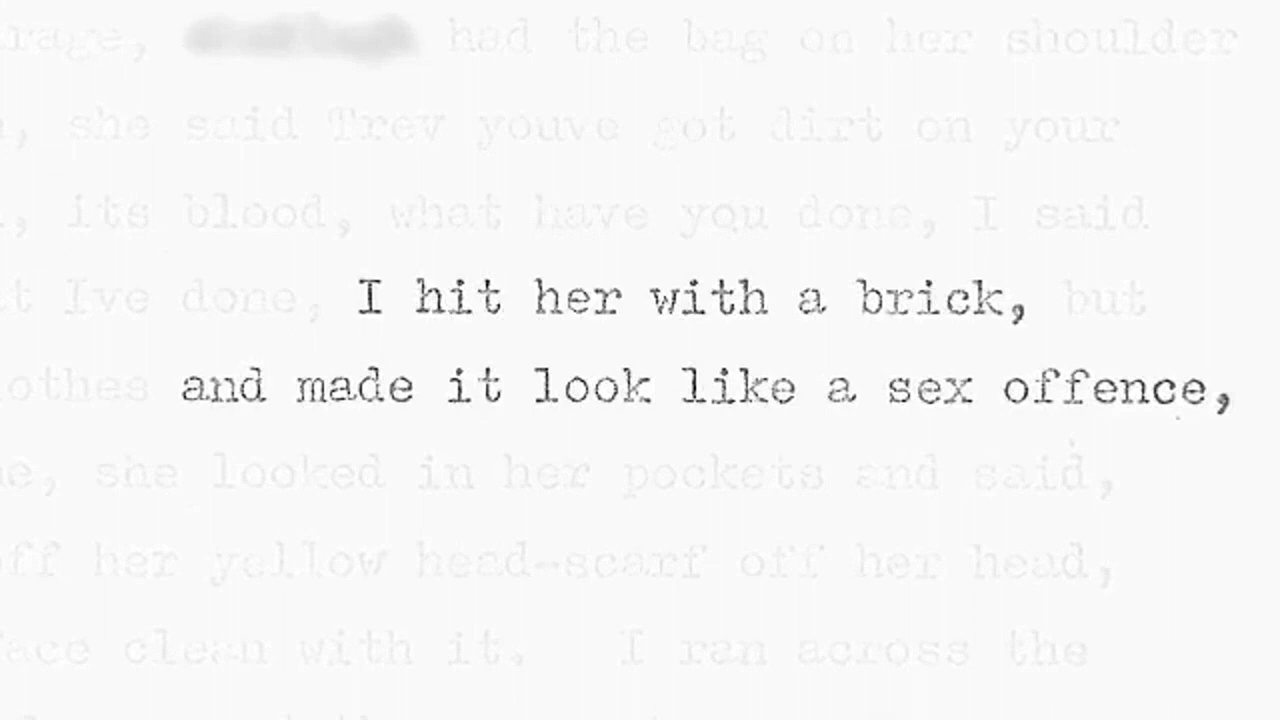 rage, had the bag on her shoulder
, she said Trev youve got dirt on your
, its blood, what have you done, I said
t Ive done, I hit her with a brick, but
othes and made it look like a sex offence,
e, she looked in her pockets and said,
off her yellow head-scarf off her head,
face clean with it. I ran across the